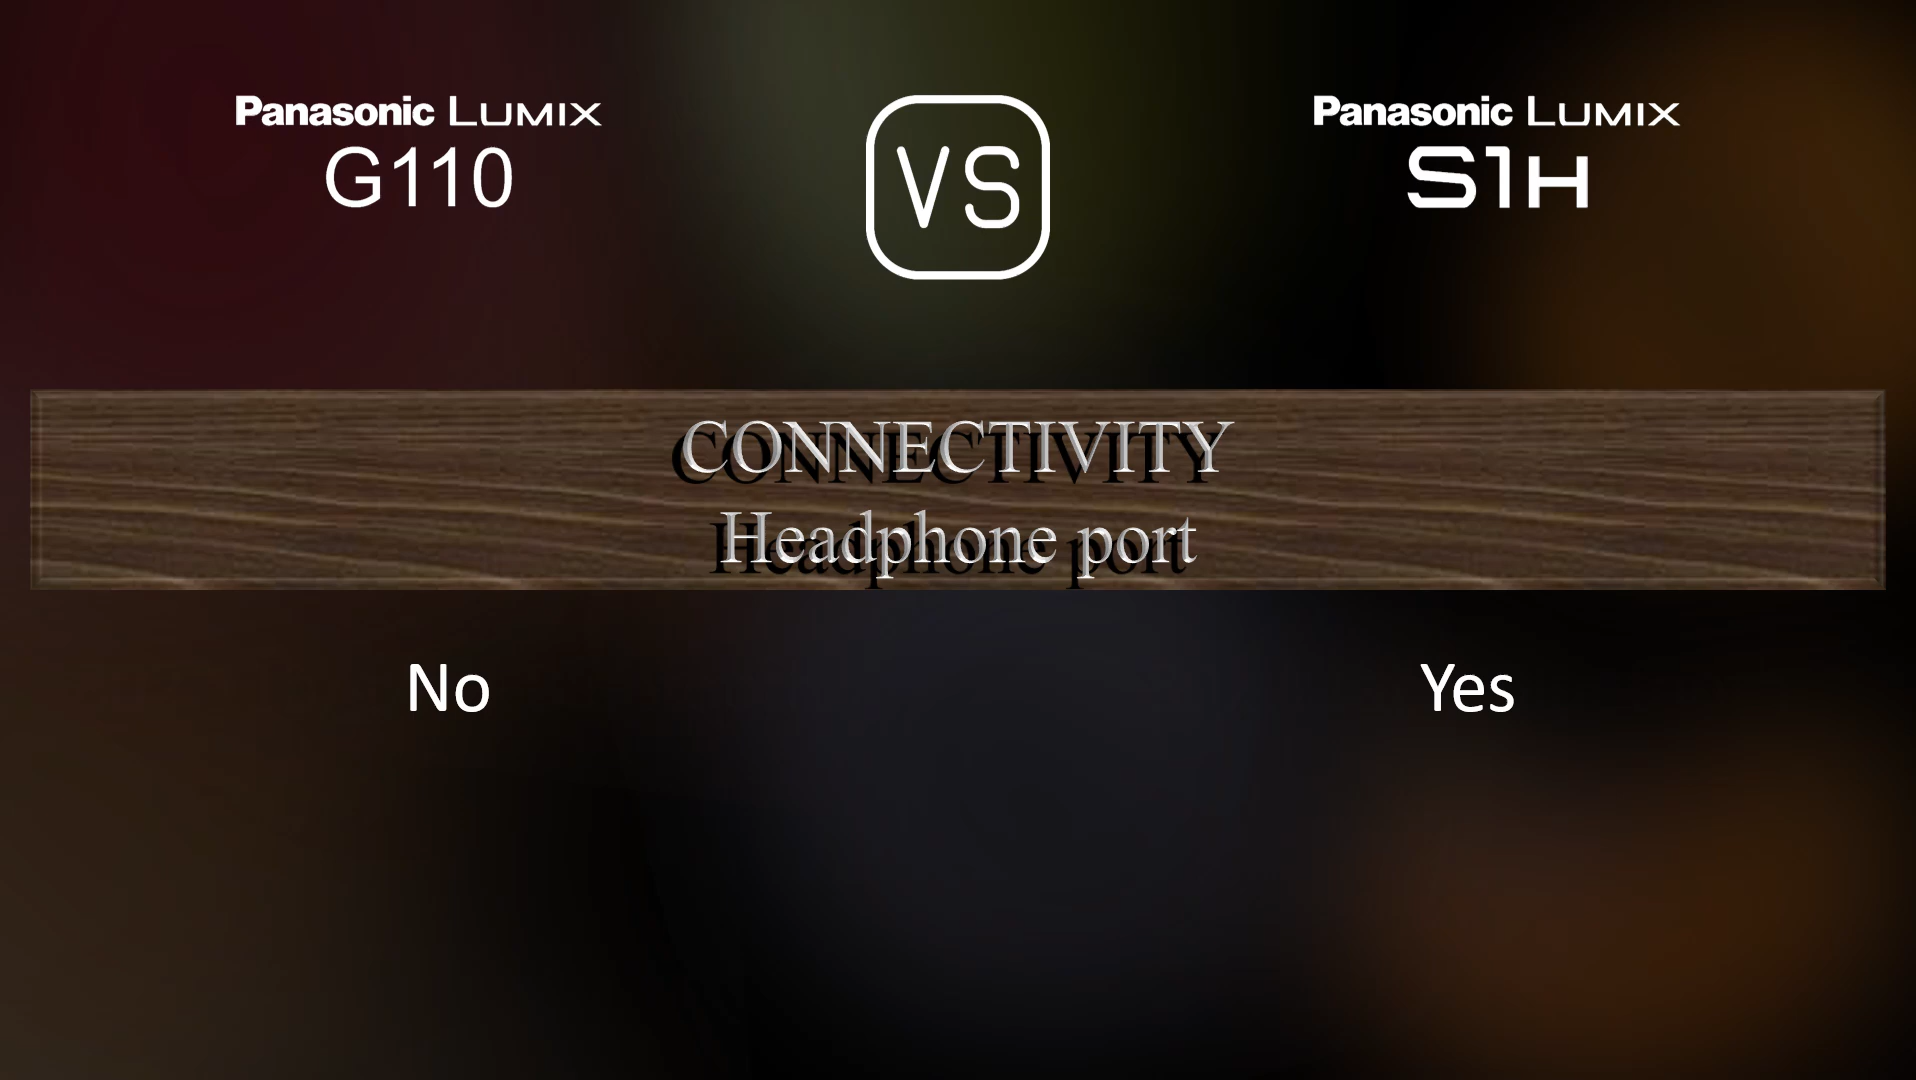 Panasonic LUMIX
G110
VS
Panasonic LUMIX
S1H
CONNECTIVITY
Headphone port
No
Yes